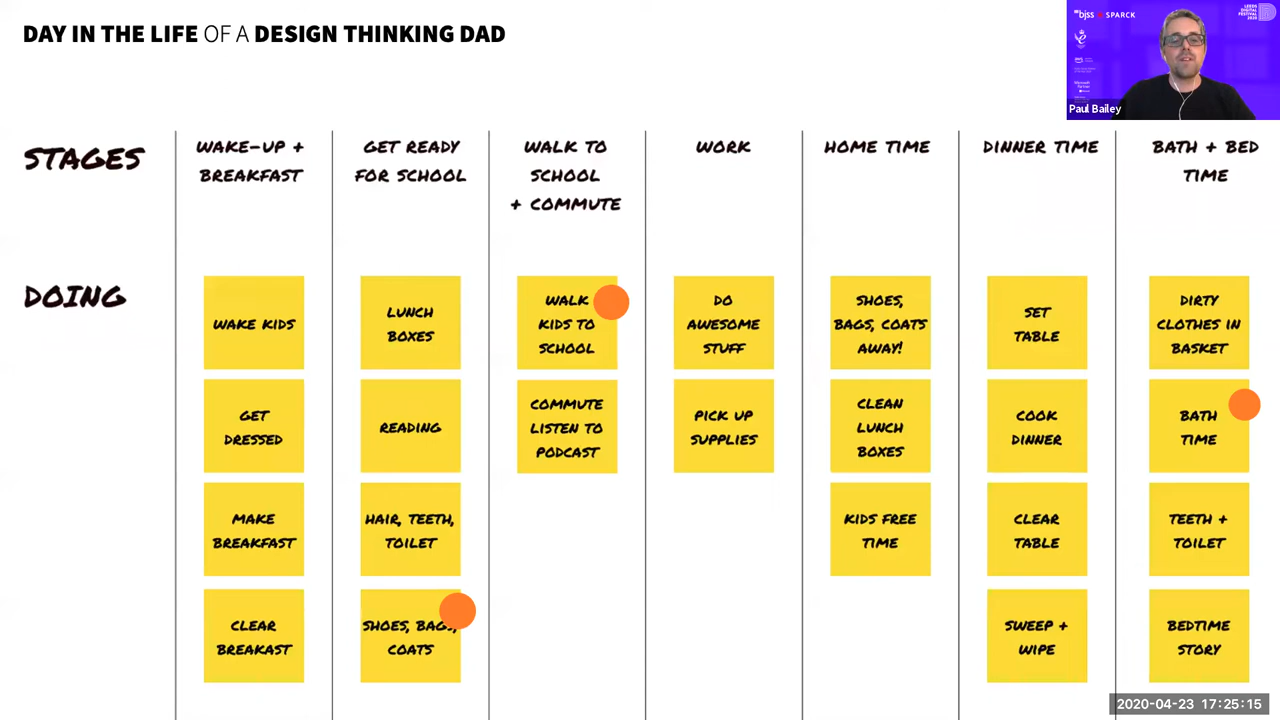 DAY IN THE LIFE OF A DESIGN THINKING DAD
bjss SPARCK
LEEDS
DIGITAL
FESTIVAL
2020
Paul Bailey
STAGES
WAKE-UP +
BREAKFAST
GET READY
FOR SCHOOL
WALK TO
SCHOOL
+ COMMUTE
WORK
HOME TIME
DINNER TIME
BATH + BED
TIME
DOING
WAKE KIDS
GET
DRESSED
MAKE
BREAKFAST
CLEAR
BREAKAST
LUNCH
BOXES
READING
HAIR, TEETH,
TOILET
SHOES, BAGS,
COATS
WALK
KIDS TO
SCHOOL
COMMUTE
LISTEN TO
PODCAST
DO
AWESOME
STUFF
PICK UP
SUPPLIES
SHOES,
BAGS, COATS
AWAY!
CLEAN
LUNCH
BOXES
KIDS FREE
TIME
SET
TABLE
COOK
DINNER
CLEAR
TABLE
SWEEP +
WIPE
DIRTY
CLOTHES IN
BASKET
BATH
TIME
TEETH +
TOILET
BEDTIME
STORY
2020-04-23 17:25:15